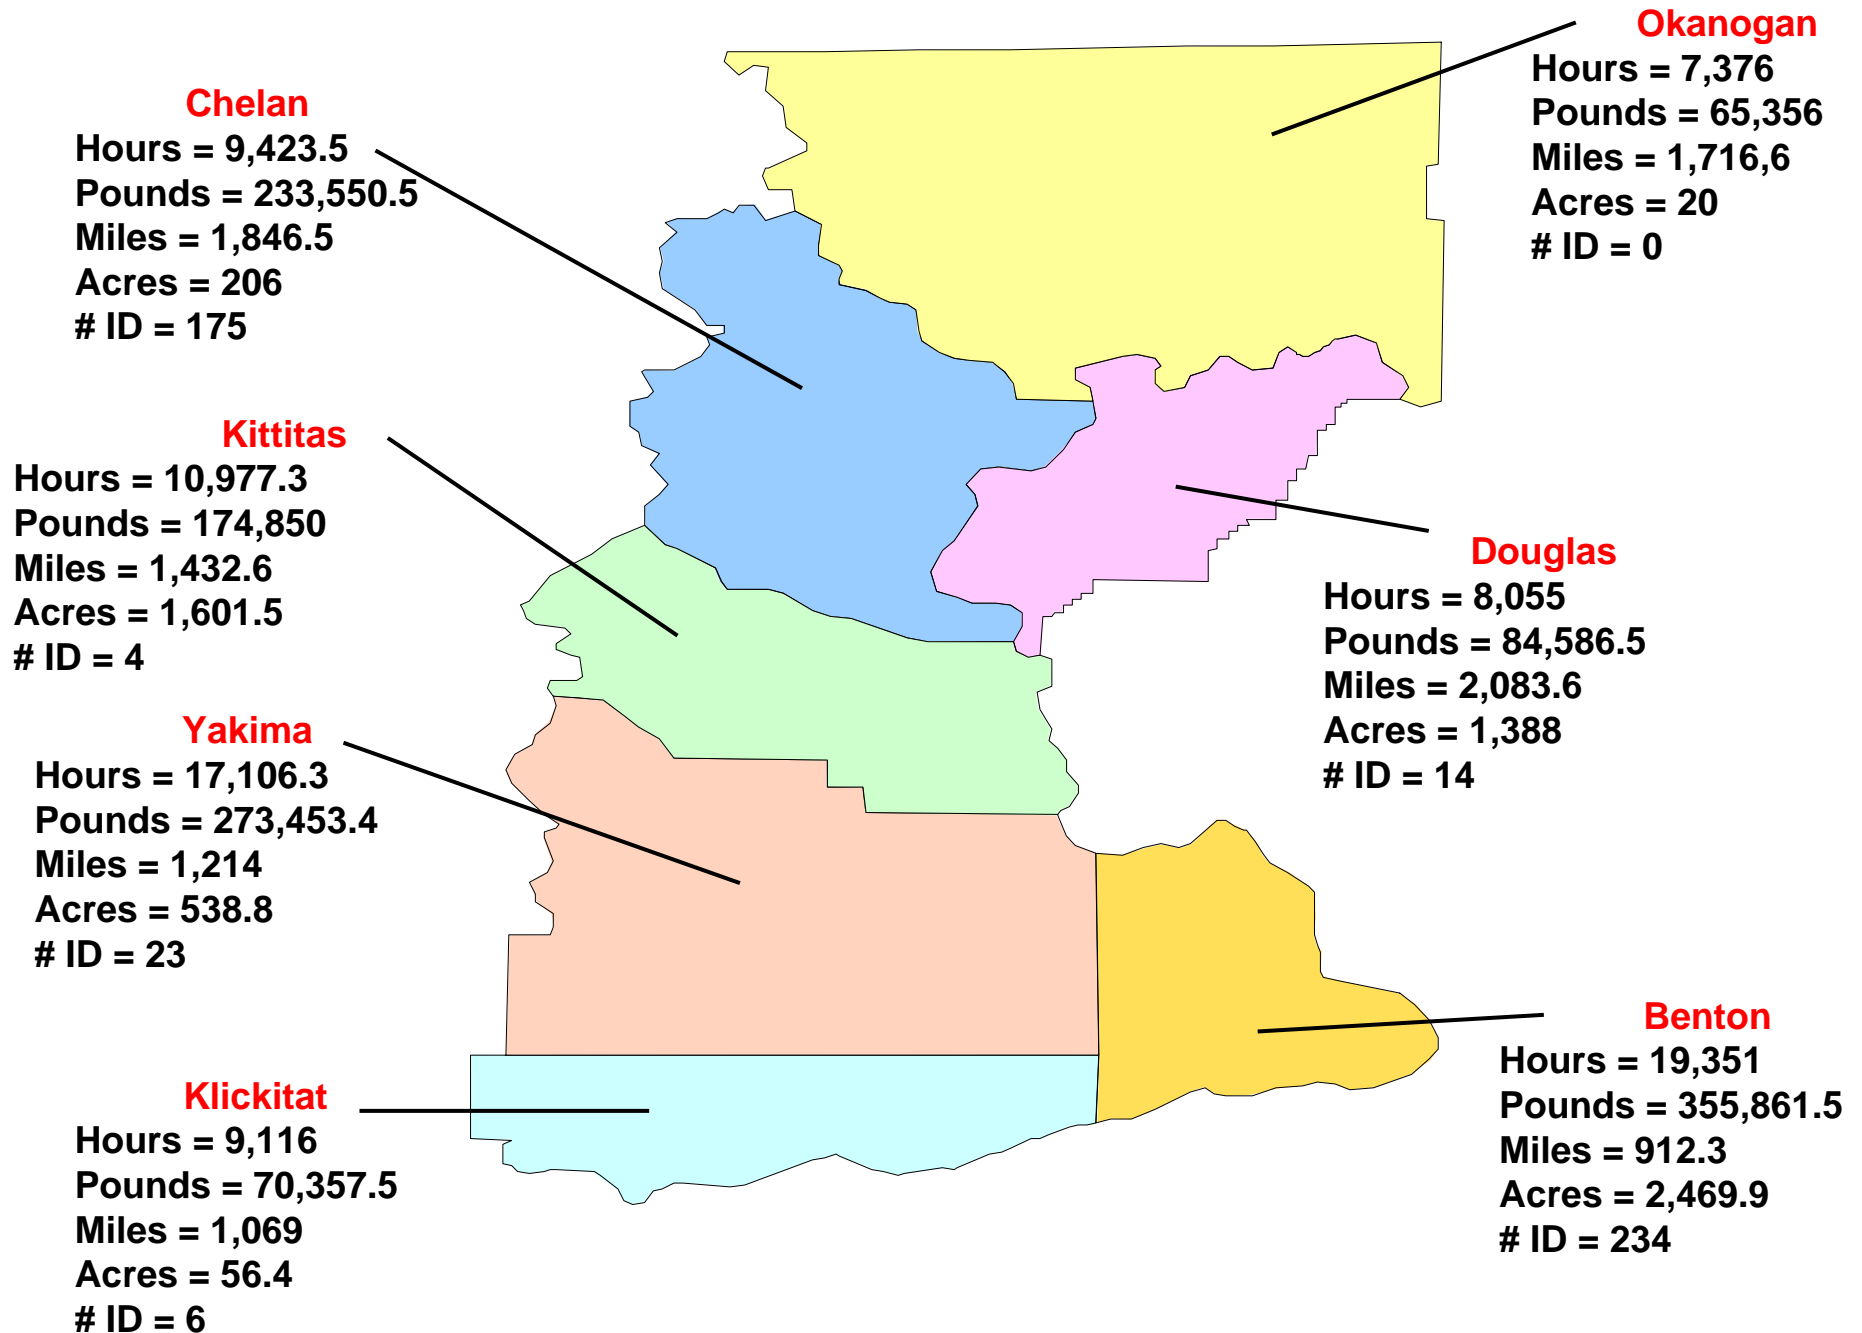 Okanogan
Hours = 7,376
Pounds = 65,356
Miles = 1,716,6
Acres = 20
# ID = 0
Chelan
Hours = 9,423.5
Pounds = 233,550.5
Miles = 1,846.5
Acres = 206
# ID = 175
Kittitas
Hours = 10,977.3
Pounds = 174,850
Miles = 1,432.6
Acres = 1,601.5
# ID = 4
Douglas
Hours = 8,055
Pounds = 84,586.5
Miles = 2,083.6
Acres = 1,388
# ID = 14
Yakima
Hours = 17,106.3
Pounds = 273,453.4
Miles = 1,214
Acres = 538.8
# ID = 23
Benton
Hours = 19,351
Pounds = 355,861.5
Miles = 912.3
Acres = 2,469.9
# ID = 234
Klickitat
Hours = 9,116
Pounds = 70,357.5
Miles = 1,069
Acres = 56.4
# ID = 6